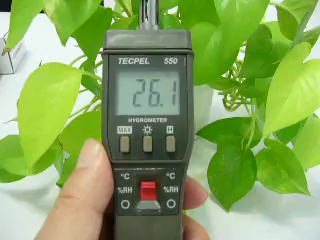 TECPEL 550
26.1
HYGROMETER
MAX H
°C °C
%RH %RH